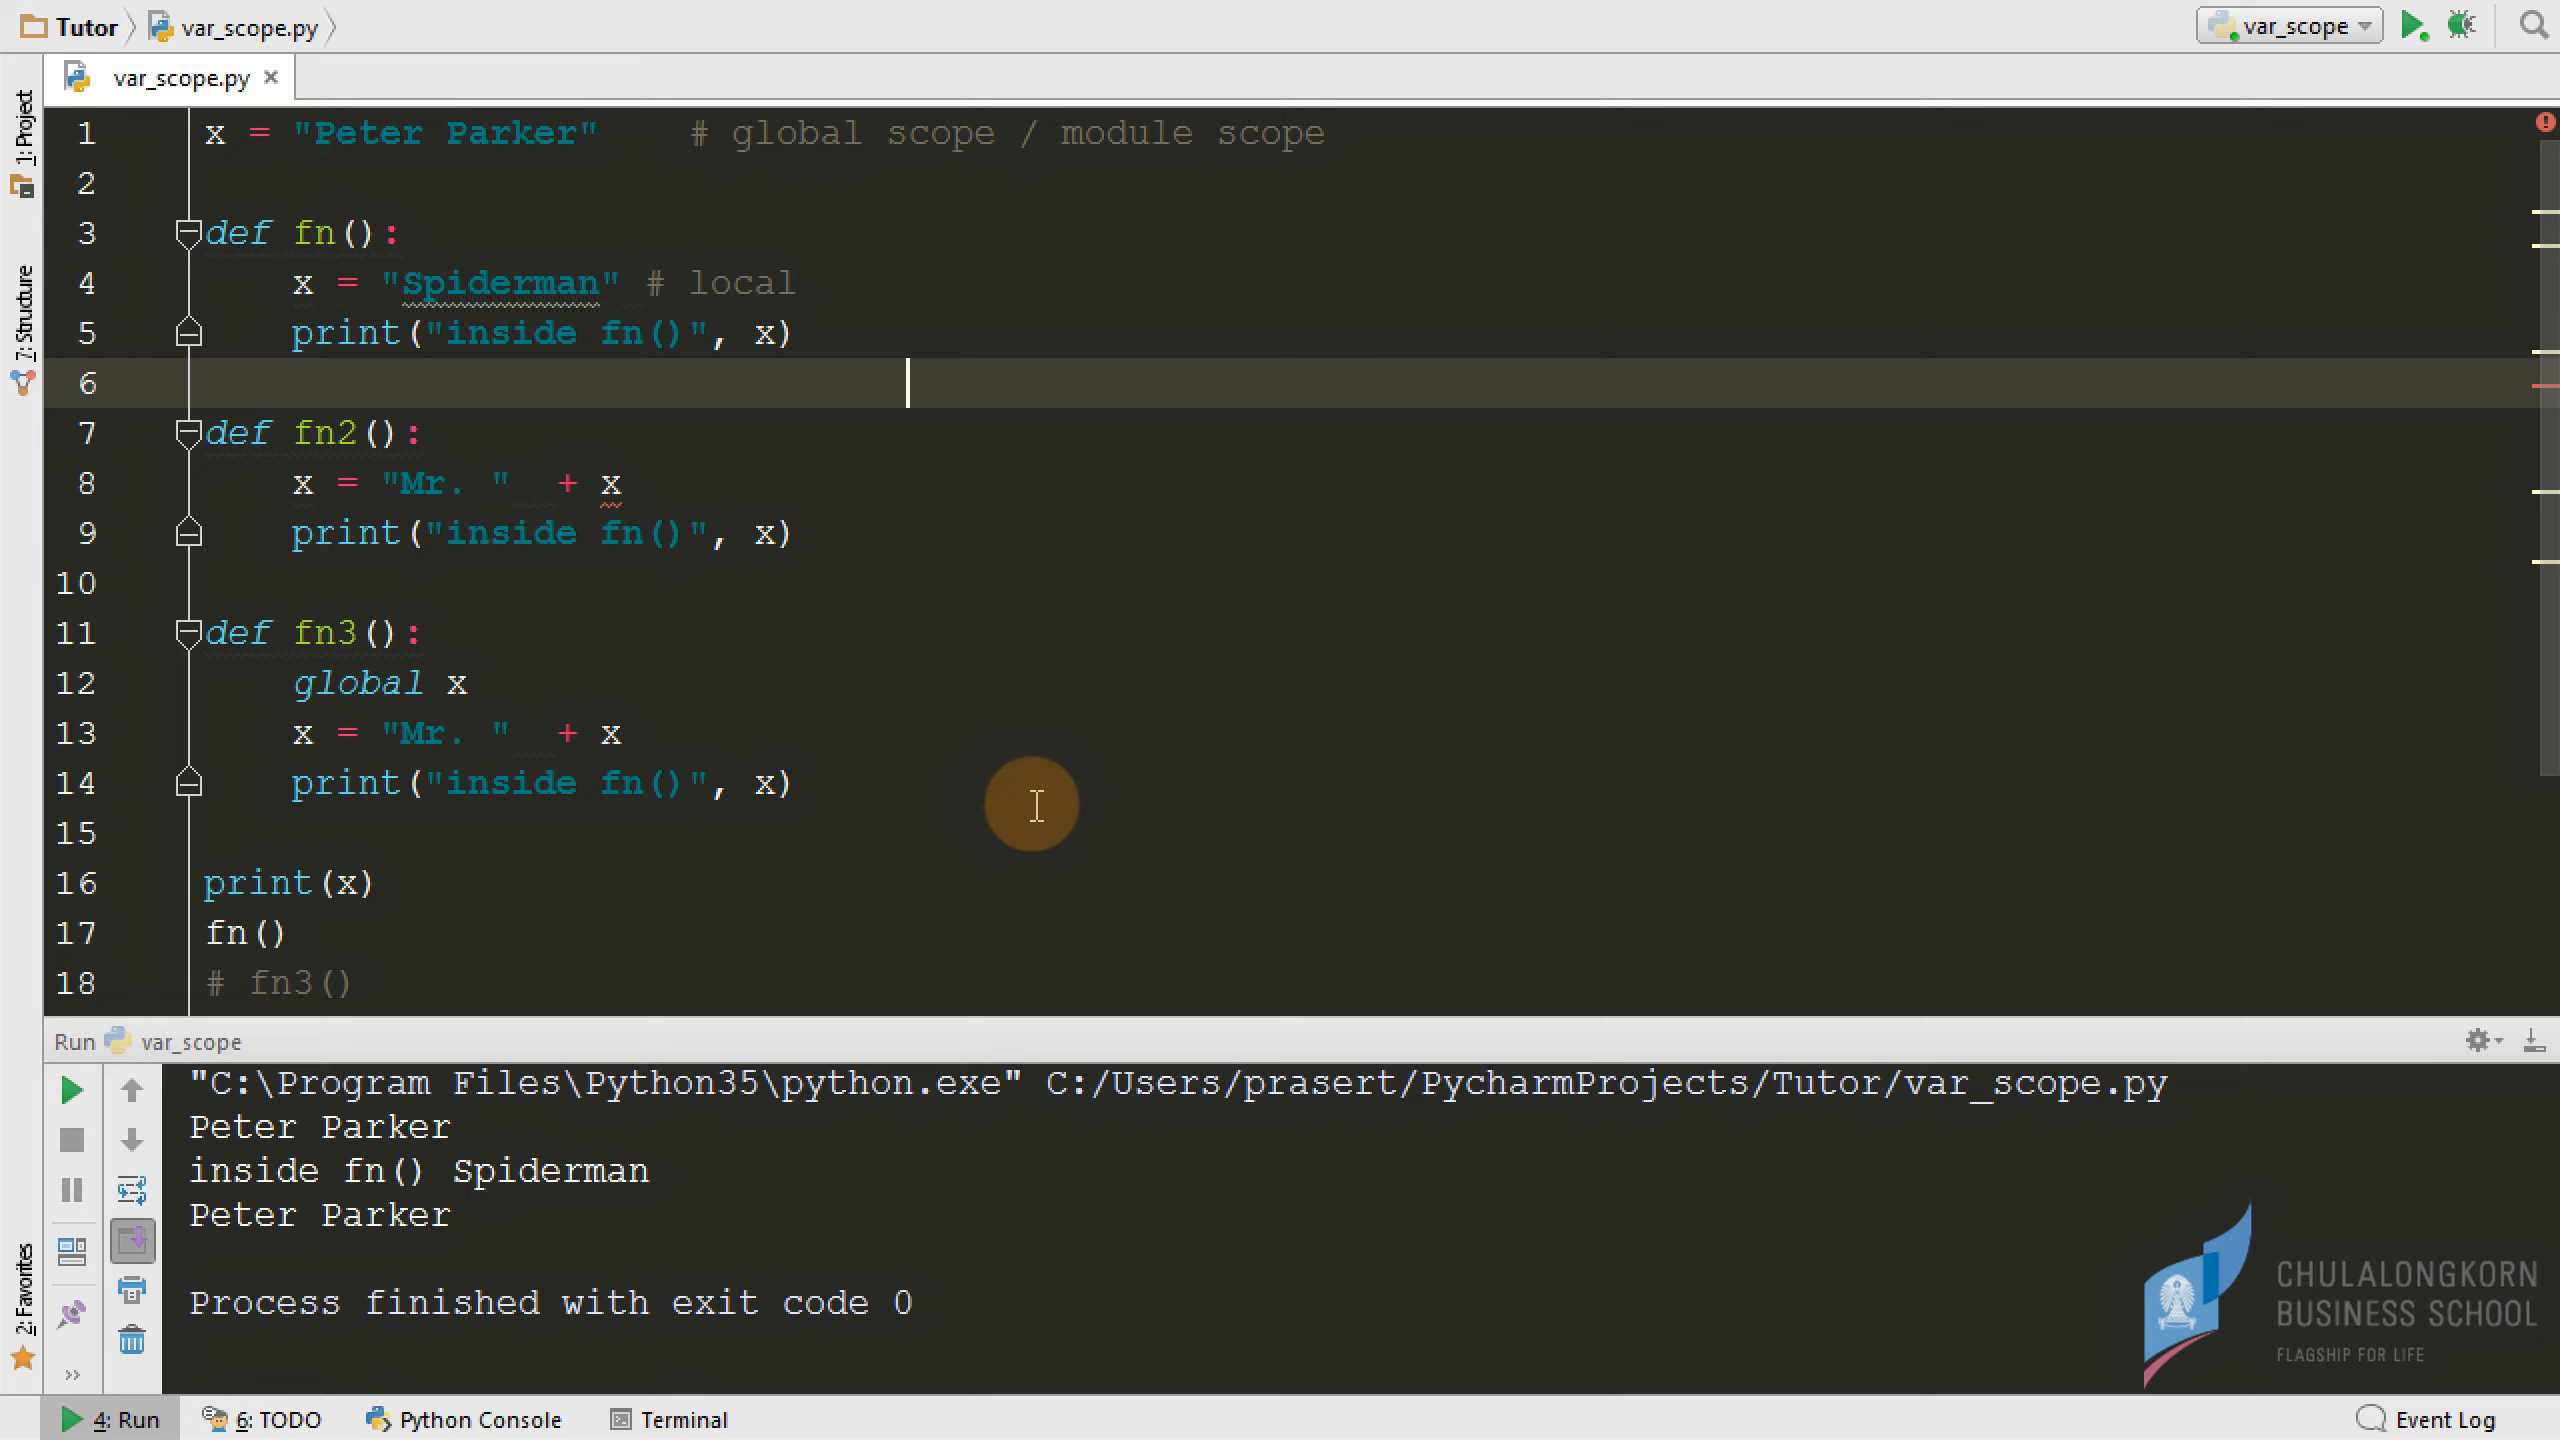 Tutor var_scope.py var_scope
var_scope.py
1 x = "Peter Parker" # global scope / module scope
2
3 def fn():
4 x = "Spiderman" # local
5 print("inside fn()", x)
6
7 def fn2():
8 x = "Mr. " + x
9 print("inside fn()", x)
10
11 def fn3():
12 global x
13 x = "Mr. " + x
14 print("inside fn()", x)
15
16 print(x)
17 fn()
18 # fn3()
1: Project
7: Structure
2: Favorites
Run var_scope
"C:\Program Files\Python35\python.exe" C:/Users/prasert/PycharmProjects/Tutor/var_scope.py
Peter Parker
inside fn() Spiderman
Peter Parker
Process finished with exit code 0
CHULALONGKORN
BUSINESS SCHOOL
FLAGSHIP FOR LIFE
4: Run 6: TODO Python Console Terminal Event Log